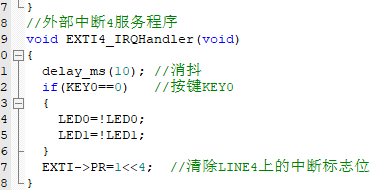 7 }
8 //外部中断4服务程序
9 void EXTI4_IRQHandler(void)
0 {
1 delay_ms(10); //消抖
2 if(KEY0==0) //按键KEY0
3 {
4 LED0=!LED0;
5 LED1=!LED1;
6 }
7 EXTI->PR=1<<4; //清除LINE4上的中断标志位
8 }